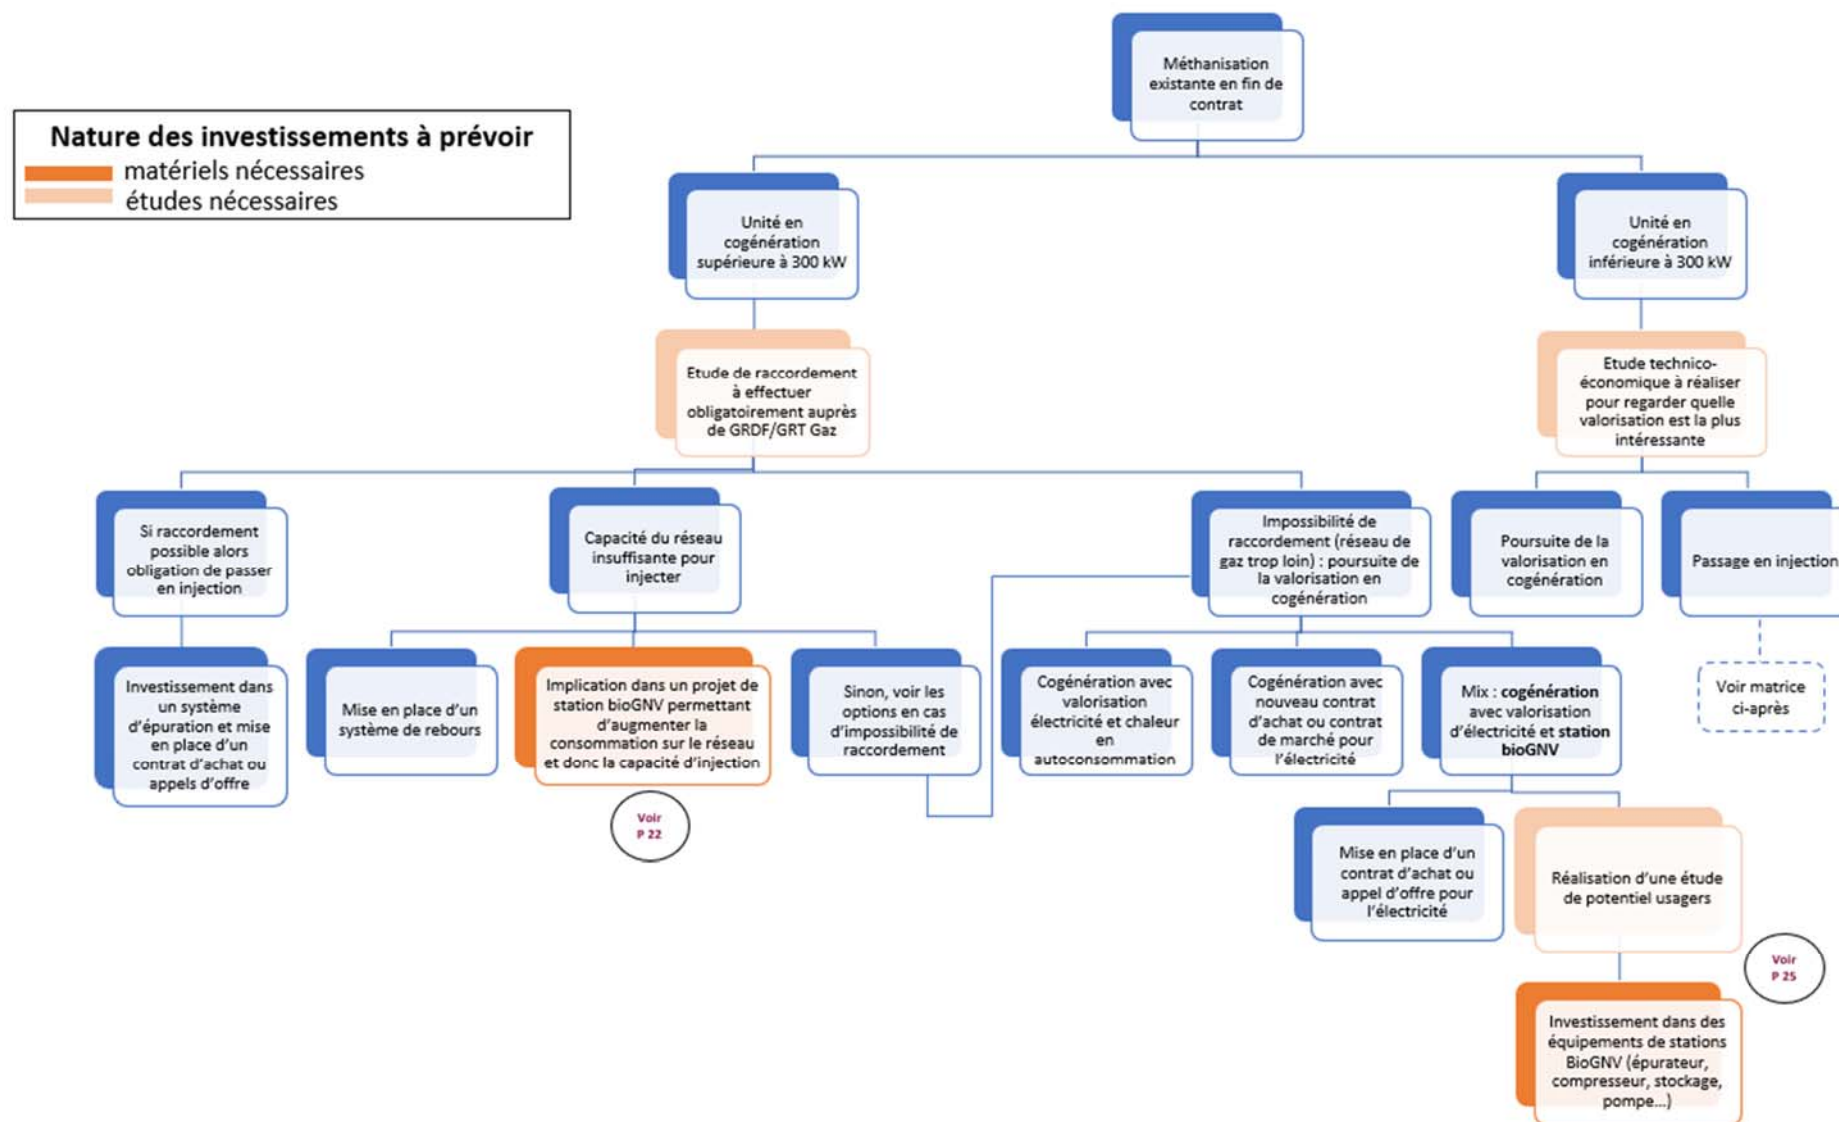 Méthanisation
existante en fin de
contrat
Nature des investissements à prévoir
matériels nécessaires
études nécessaires
Unité en
cogénération
supérieure à 300 kW
Unité en
cogénération
inférieure à 300 kW
Etude de raccordement
à effectuer
obligatoirement auprès
de GRDF/GRT Gaz
Etude technico-
économique à réaliser
pour regarder quelle
valorisation est la plus
intéressante
Si raccordement
possible alors
obligation de passer
en injection
Capacité du réseau
insuffisante pour
injecter
Impossibilité de
raccordement (réseau de
gaz trop loin) : poursuite de
la valorisation en
cogénération
Poursuite de la
valorisation en
cogénération
Passage en injection
Investissement dans
un système
d'épuration et mise
en place d'un
contrat d'achat ou
appels d'offre
Mise en place d'un
système de rebours
Implication dans un projet de
station bioGNV permettant
d'augmenter la
consommation sur le réseau
et donc la capacité d'injection
Sinon, voir les
options en cas
d'impossibilité de
raccordement
Cogénération avec
valorisation
électricité et chaleur
en
autoconsommation
Cogénération avec
nouveau contrat
d'achat ou contrat
de marché pour
l'électricité
Mix : cogénération
avec valorisation
d'électricité et station
bioGNV
Voir matrice
ci-après
Voir
P 22
Mise en place d'un
contrat d'achat ou
appel d'offre pour
l'électricité
Réalisation d'une étude
de potentiel usagers
Voir
P 25
Investissement dans des
équipements de stations
BioGNV (épurateur,
compresseur, stockage,
pompe...)